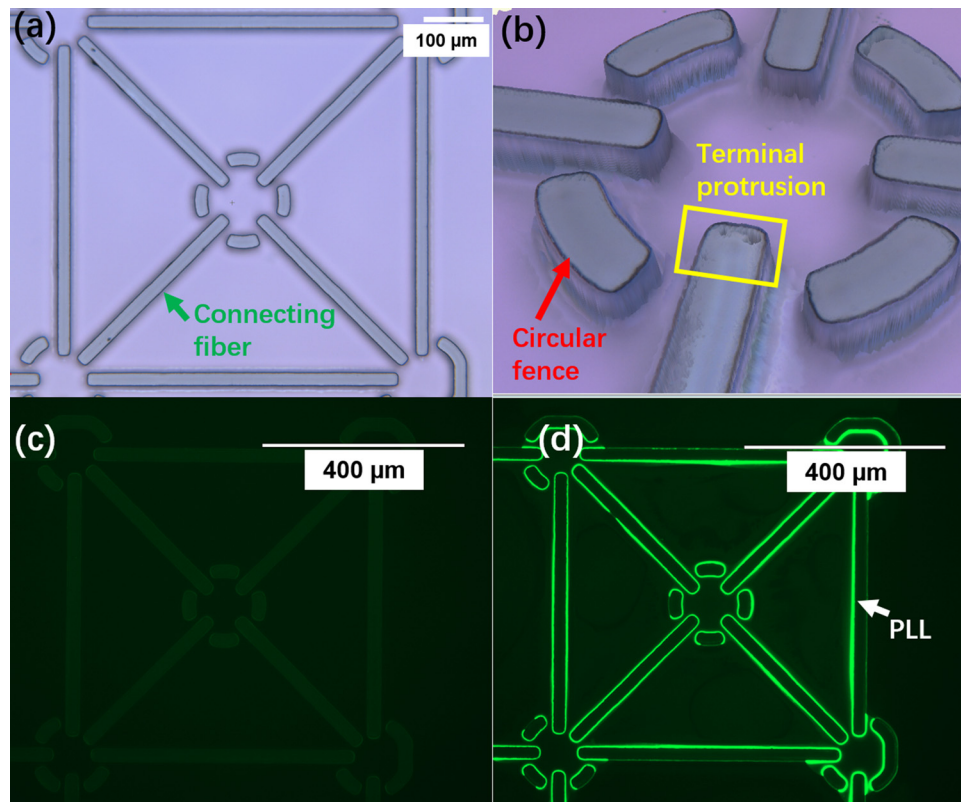 (a)
100 µm
Connecting
fiber
(b)
Terminal
protrusion
Circular
fence
(c)
400 µm
(d)
400 µm
PLL